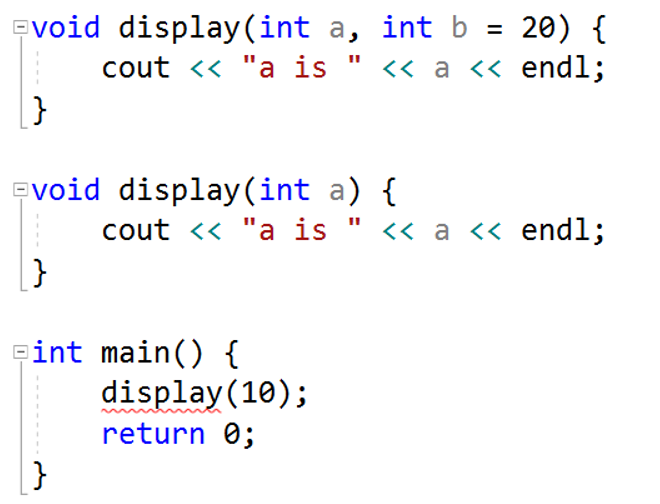 void display(int a, int b = 20) {
    cout << "a is " << a << endl;
}
void display(int a) {
    cout << "a is " << a << endl;
}
int main() {
    display(10);
    return 0;
}